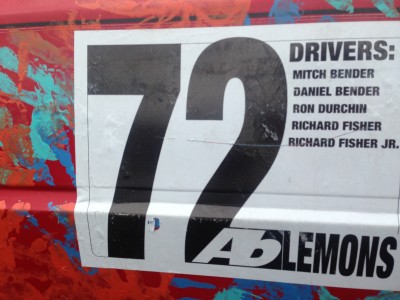 72
DRIVERS:
MITCH BENDER
DANIEL BENDER
RON DURCHIN
RICHARD FISHER
RICHARD FISHER JR.
LEMONS